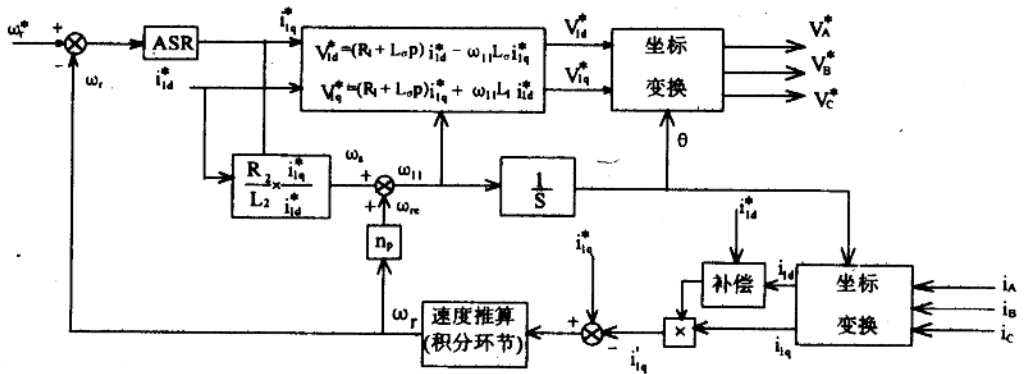 ω*r + ASR i*1q V*1d =(R1 + Lσp) i*1d − ω11Lσi*1q V*1d 坐标 V*A
− ωr i*1d V*1q =(R1 + Lσp)i*1q + ω11L1 i*1d V*1q 变换 V*B
V*C
θ
R2/L2 × i*1q/i*1d ωs + ω11 1/S
+ ωre
np
i*1q i*1d
i1d 坐标 iA
补偿
变换 iB
iC
ωr 速度推算 + − i'1q × i1q
(积分环节)